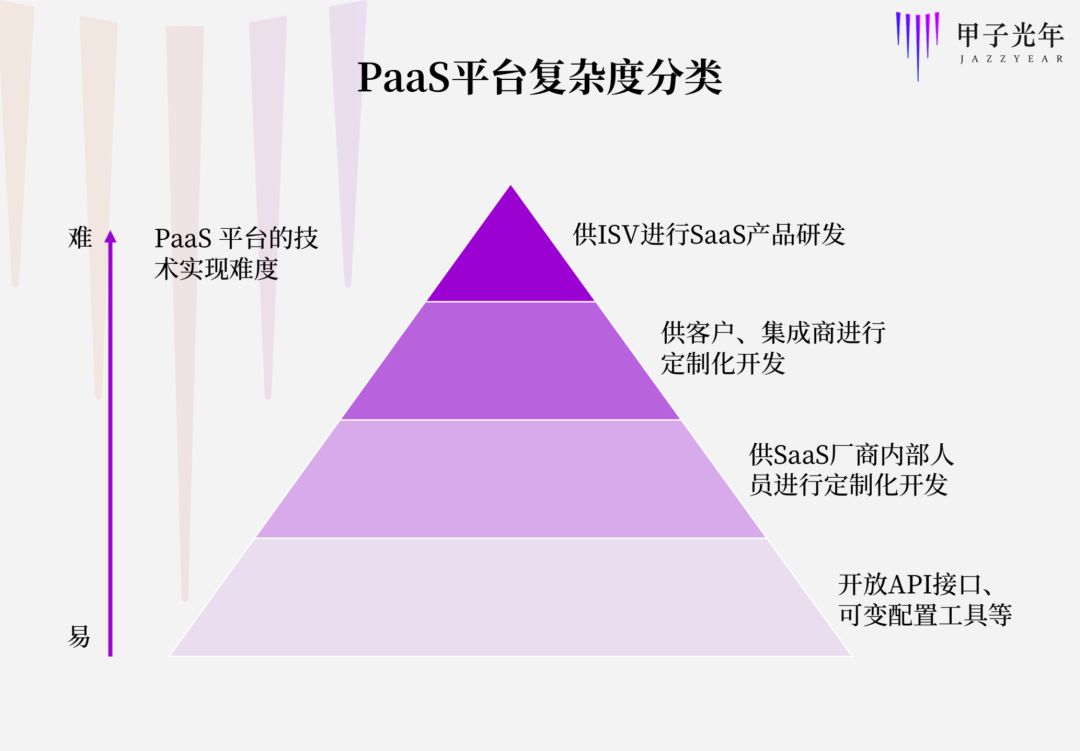 甲子光年
JAZZYEAR
PaaS平台复杂度分类
难
PaaS 平台的技
术实现难度
供ISV进行SaaS产品研发
供客户、集成商进行
定制化开发
供SaaS厂商内部人
员进行定制化开发
开放API接口、
可变配置工具等
易